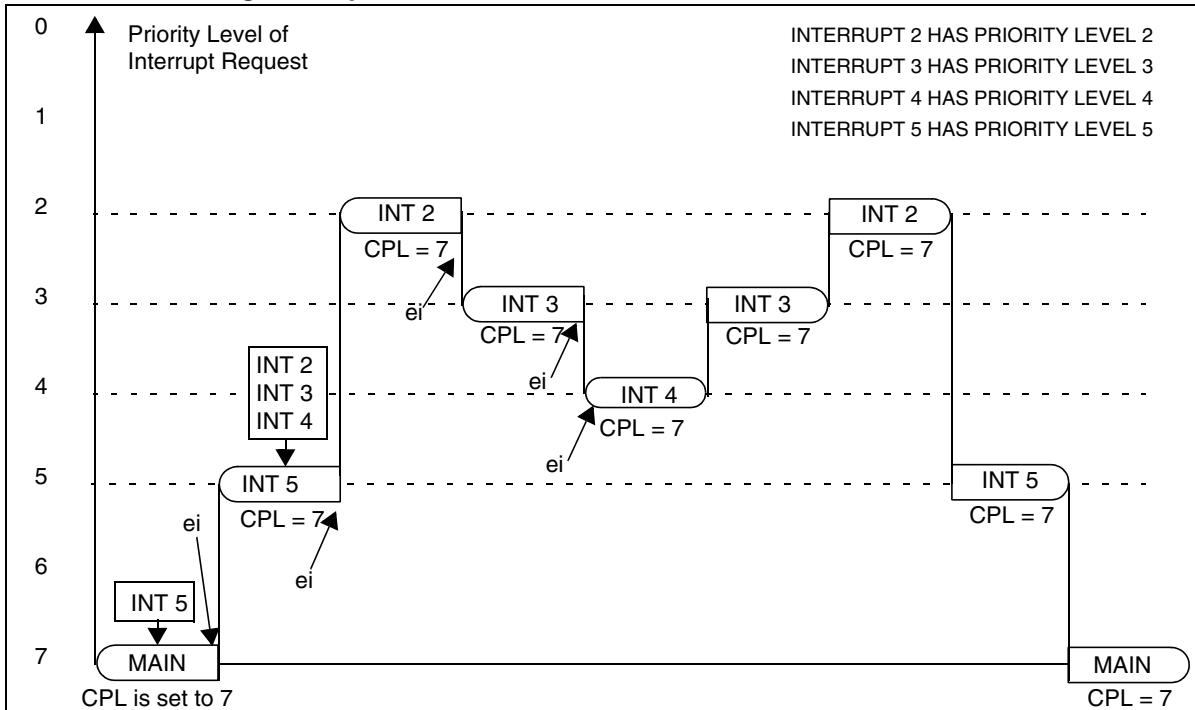 0
Priority Level of
Interrupt Request
INTERRUPT 2 HAS PRIORITY LEVEL 2
INTERRUPT 3 HAS PRIORITY LEVEL 3
INTERRUPT 4 HAS PRIORITY LEVEL 4
INTERRUPT 5 HAS PRIORITY LEVEL 5
1
2
INT 2
CPL = 7
INT 2
CPL = 7
ei
3
INT 3
CPL = 7
INT 3
CPL = 7
ei
INT 2
INT 3
INT 4
4
INT 4
CPL = 7
ei
5
INT 5
CPL = 7
INT 5
CPL = 7
ei
ei
6
INT 5
7
MAIN
CPL is set to 7
MAIN
CPL = 7